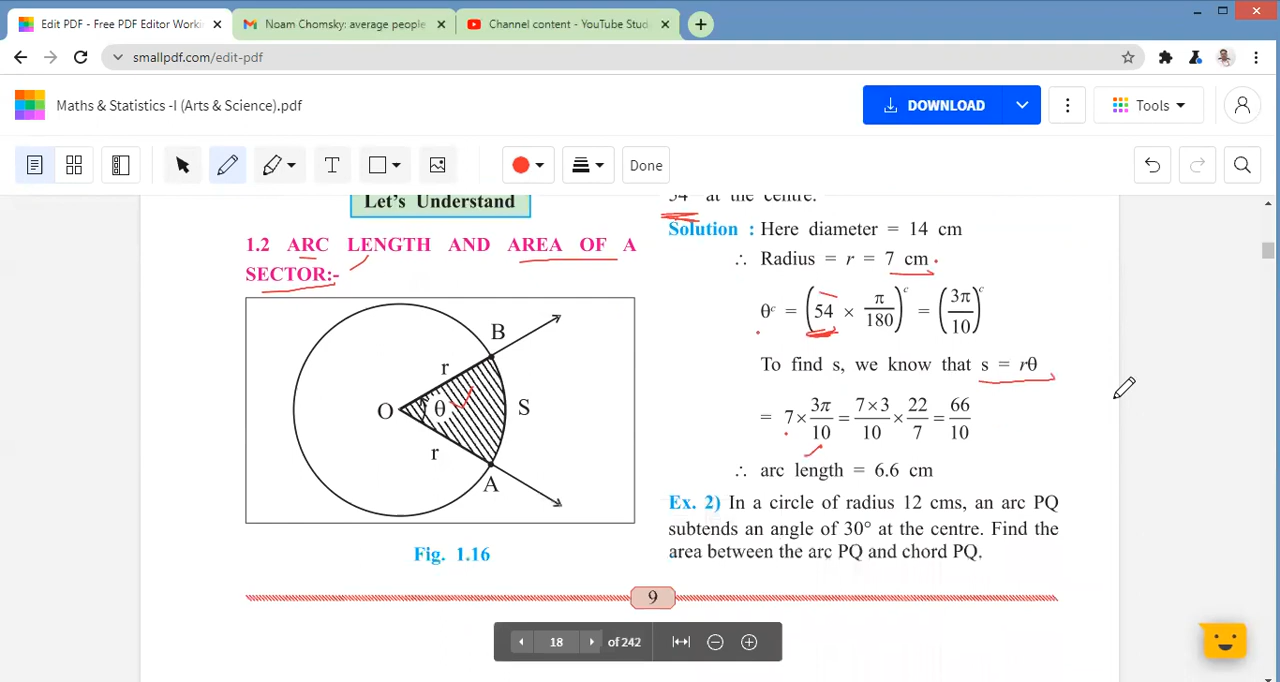 Edit PDF - Free PDF Editor Worki
Noam Chomsky: average people
Channel content - YouTube Stud
smallpdf.com/edit-pdf
Maths & Statistics -I (Arts & Science).pdf
DOWNLOAD
Tools
T
Done
Let's Understand
1.2 ARC LENGTH AND AREA OF A
SECTOR:-
B
r
O
θ
S
r
A
Fig. 1.16
54° at the centre.
Solution : Here diameter = 14 cm
∴ Radius = r = 7 cm
θᶜ = (54 × π/180)ᶜ = (3π/10)ᶜ
To find s, we know that s = rθ
= 7 × 3π/10 = 7×3/10 × 22/7 = 66/10
∴ arc length = 6.6 cm
Ex. 2) In a circle of radius 12 cms, an arc PQ
subtends an angle of 30° at the centre. Find the
area between the arc PQ and chord PQ.
9
18 of 242